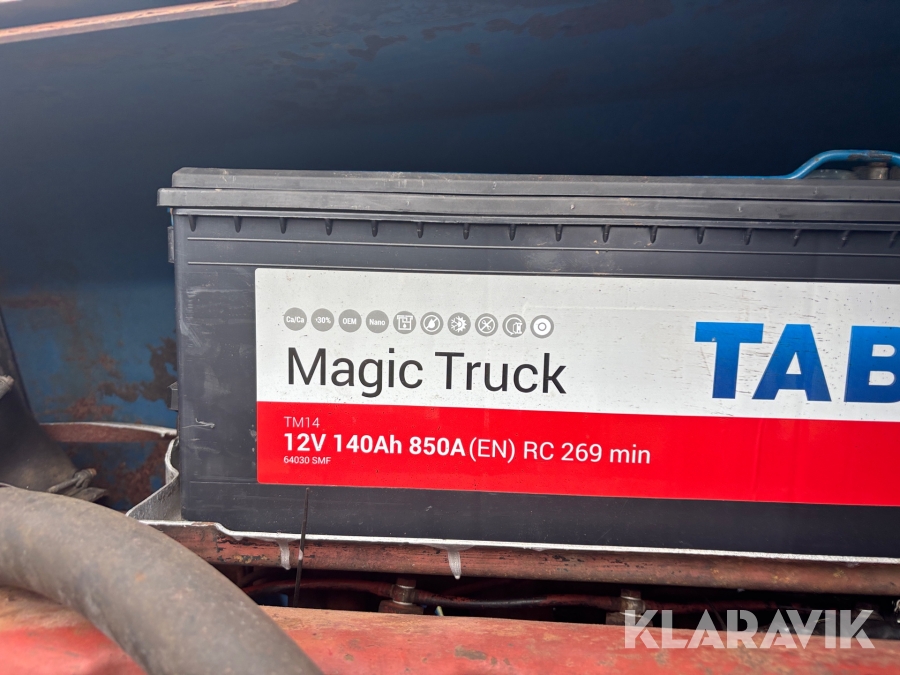 Ca/Ca -30% OEM Nano
Magic Truck
TAB
TM14
12V 140Ah 850A (EN) RC 269 min
64030 SMF
KLARAVIK